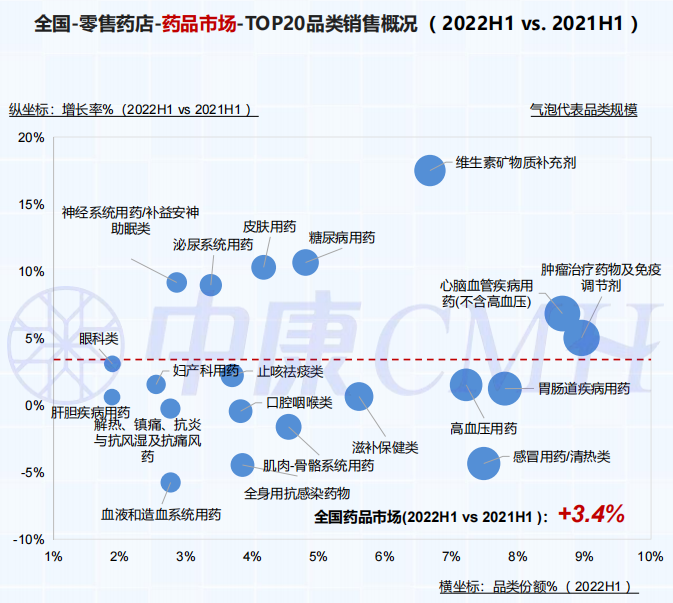 全国-零售药店-药品市场-TOP20品类销售概况（2022H1 vs. 2021H1）
纵坐标：增长率%（2022H1 vs 2021H1）
气泡代表品类规模
20%
维生素矿物质补充剂
15%
神经系统用药/补益安神
助眠类
皮肤用药
泌尿系统用药
糖尿病用药
10%
肿瘤治疗药物及免疫
调节剂
心脑血管疾病用
药(不含高血压)
中康CMH
5%
眼科类
妇产科用药
止咳祛痰类
胃肠道疾病用药
0%
肝胆疾病用药
口腔咽喉类
解热、镇痛、抗炎
与抗风湿及抗痛风
药
高血压用药
滋补保健类
感冒用药/清热类
肌肉-骨骼系统用药
-5%
全身用抗感染药物
血液和造血系统用药
全国药品市场(2022H1 vs 2021H1)：+3.4%
-10%
1% 2% 3% 4% 5% 6% 7% 8% 9% 10%
横坐标：品类份额%（2022H1）